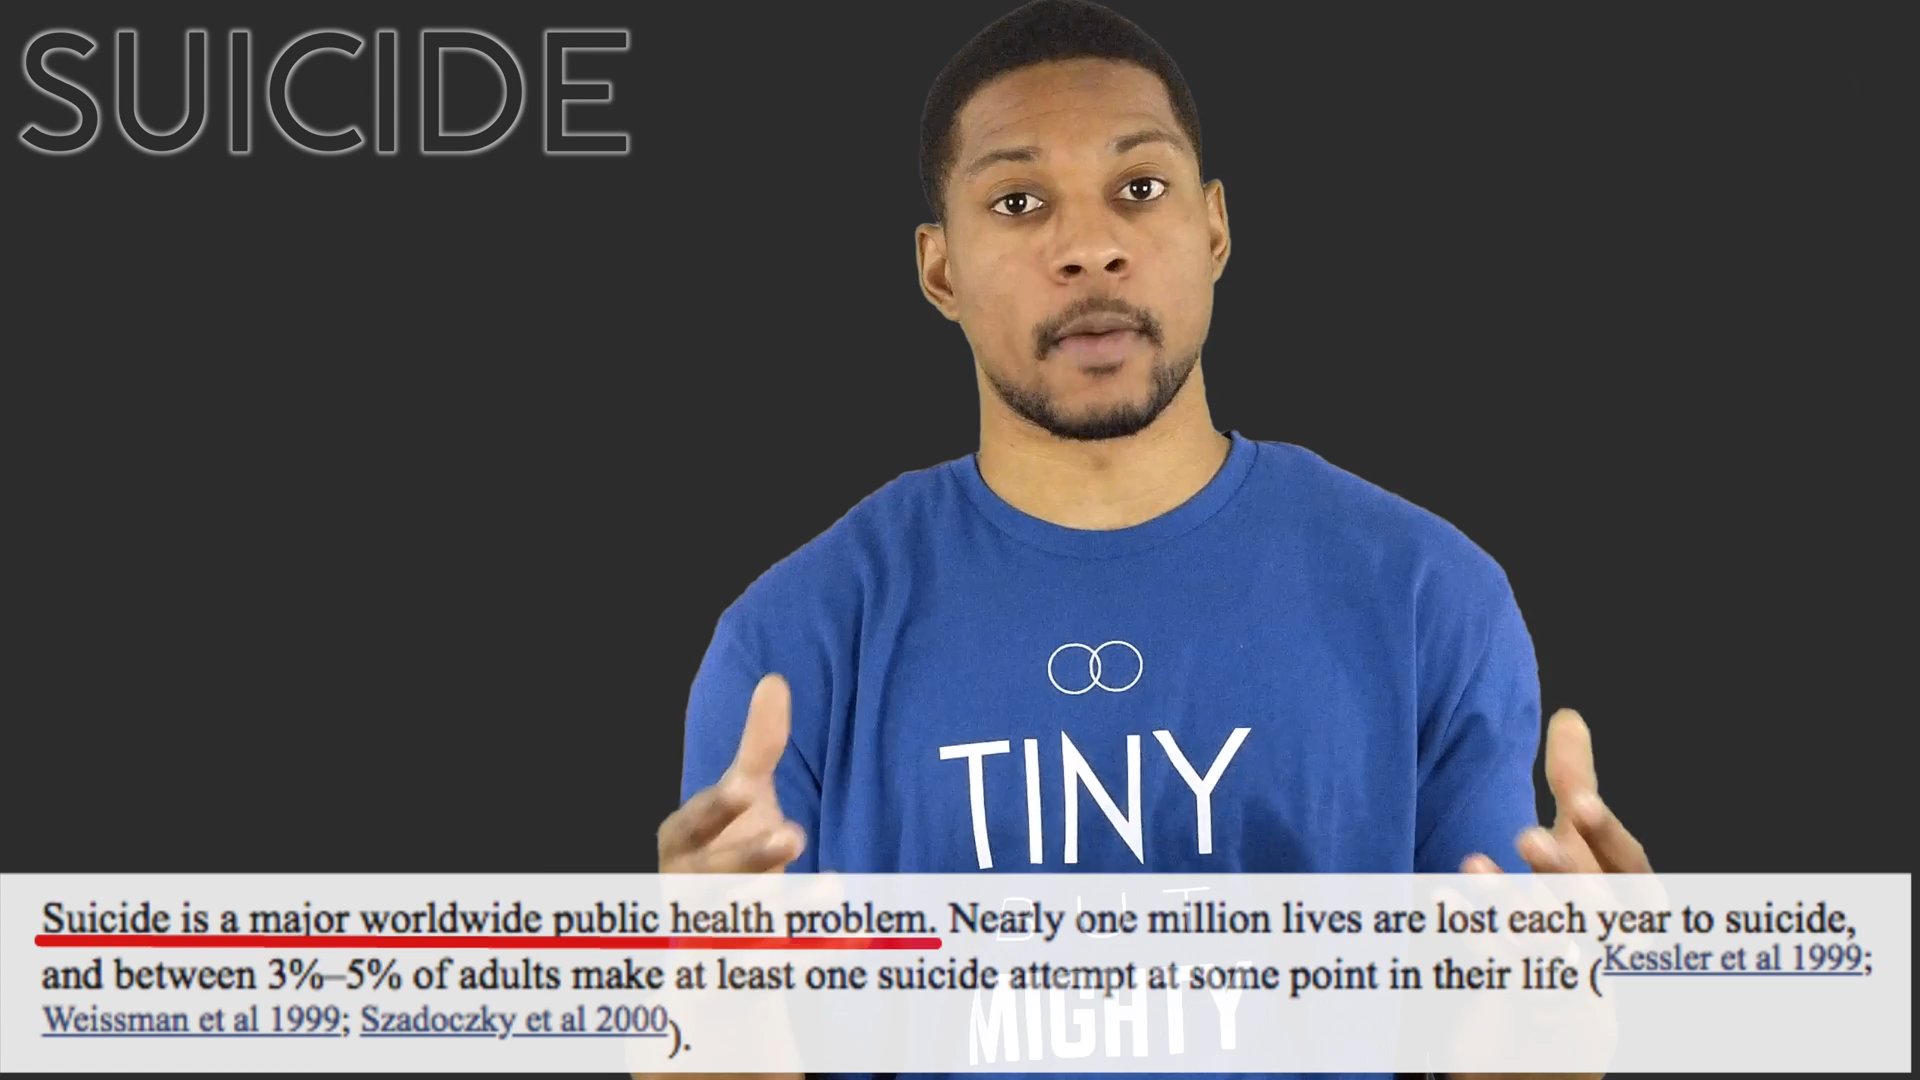 SUICIDE
TINY
BUT
MIGHTY
Suicide is a major worldwide public health problem. Nearly one million lives are lost each year to suicide,
and between 3%–5% of adults make at least one suicide attempt at some point in their life (Kessler et al 1999;
Weissman et al 1999; Szadoczky et al 2000).